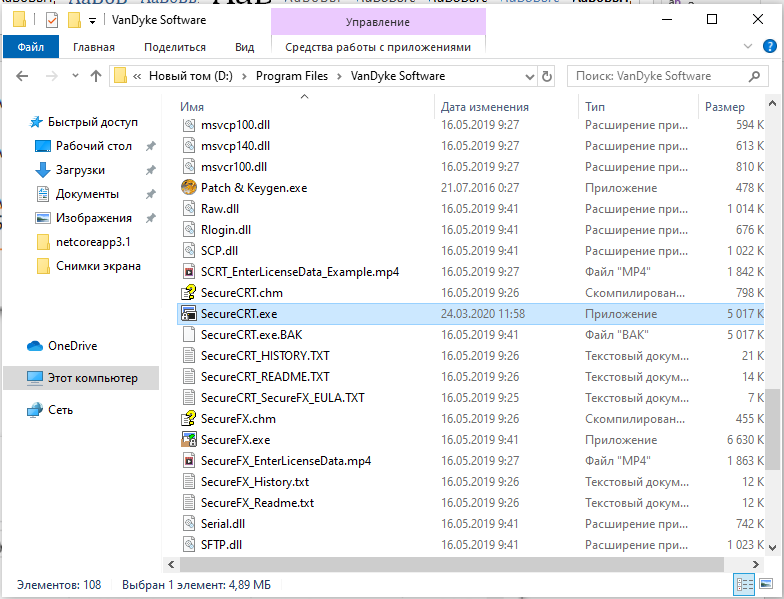 VanDyke Software
Управление
Файл Главная Поделиться Вид Средства работы с приложениями
« Новый том (D:) › Program Files › VanDyke Software
Поиск: VanDyke Software
Имя Дата изменения Тип Размер
Быстрый доступ
Рабочий стол
Загрузки
Документы
Изображения
netcoreapp3.1
Снимки экрана
OneDrive
Этот компьютер
Сеть
msvcp100.dll 16.05.2019 9:27 Расширение при... 594 К
msvcp140.dll 16.05.2019 9:27 Расширение при... 613 К
msvcr100.dll 16.05.2019 9:27 Расширение при... 810 К
Patch & Keygen.exe 21.07.2016 0:27 Приложение 478 К
Raw.dll 16.05.2019 9:41 Расширение при... 1 014 К
Rlogin.dll 16.05.2019 9:41 Расширение при... 676 К
SCP.dll 16.05.2019 9:41 Расширение при... 1 022 К
SCRT_EnterLicenseData_Example.mp4 16.05.2019 9:27 Файл "MP4" 1 842 К
SecureCRT.chm 16.05.2019 9:26 Скомпилирован... 798 К
SecureCRT.exe 24.03.2020 11:58 Приложение 5 017 К
SecureCRT.exe.BAK 16.05.2019 9:41 Файл "BAK" 5 017 К
SecureCRT_HISTORY.TXT 16.05.2019 9:26 Текстовый докум... 21 К
SecureCRT_README.TXT 16.05.2019 9:26 Текстовый докум... 14 К
SecureCRT_SecureFX_EULA.TXT 16.05.2019 9:25 Текстовый докум... 7 К
SecureFX.chm 16.05.2019 9:26 Скомпилирован... 455 К
SecureFX.exe 16.05.2019 9:41 Приложение 6 630 К
SecureFX_EnterLicenseData.mp4 16.05.2019 9:27 Файл "MP4" 1 863 К
SecureFX_History.txt 16.05.2019 9:26 Текстовый докум... 12 К
SecureFX_Readme.txt 16.05.2019 9:26 Текстовый докум... 12 К
Serial.dll 16.05.2019 9:41 Расширение при... 742 К
SFTP.dll 16.05.2019 9:41 Расширение при... 1 023 К
Элементов: 108 Выбран 1 элемент: 4,89 МБ